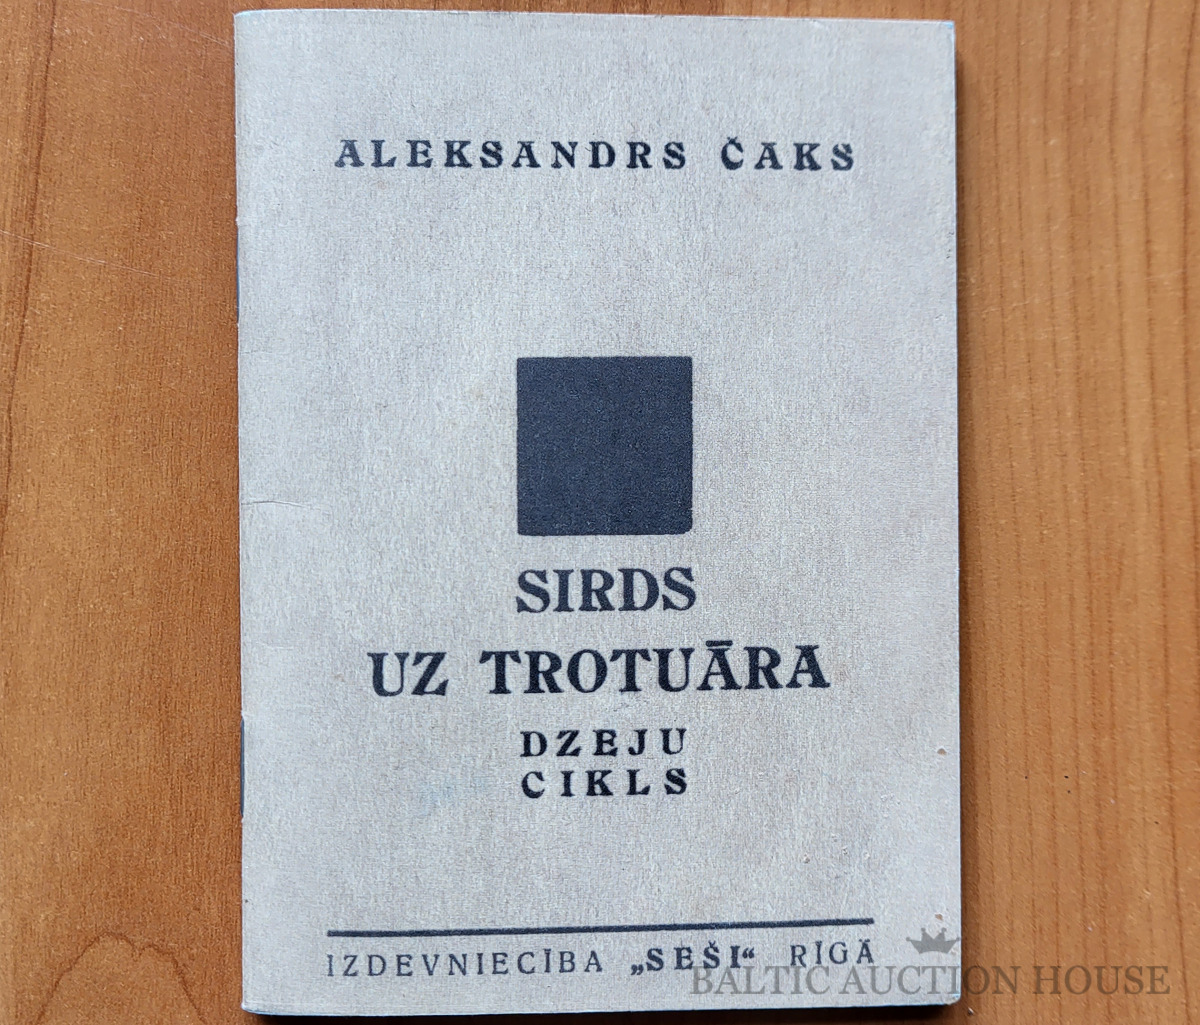 ALEKSANDRS ČAKS
SIRDS
UZ TROTUĀRA
DZEJU
CIKLS
IZDEVNIECĪBA „SEŠI“ RĪGĀ
BALTIC AUCTION HOUSE